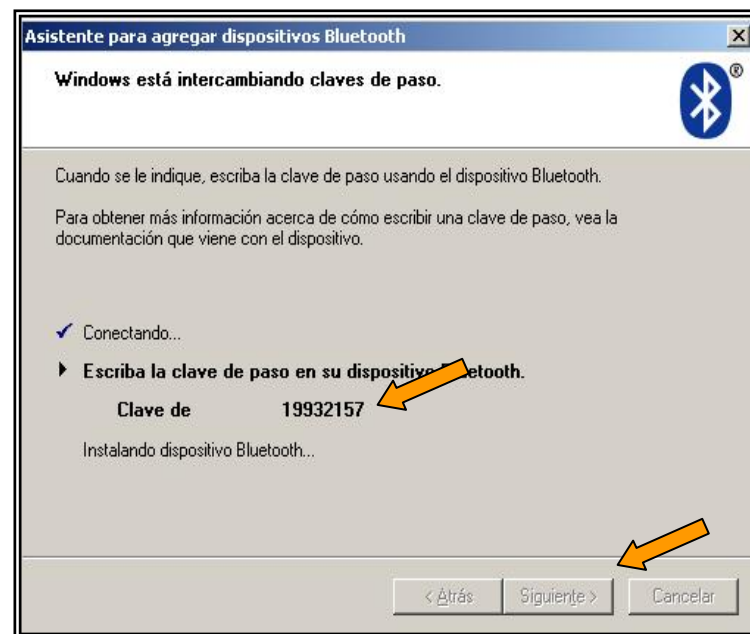 Asistente para agregar dispositivos Bluetooth
Windows está intercambiando claves de paso.
®
Cuando se le indique, escriba la clave de paso usando el dispositivo Bluetooth.
Para obtener más información acerca de cómo escribir una clave de paso, vea la
documentación que viene con el dispositivo.
Conectando...
Escriba la clave de paso en su dispositivo etooth.
Clave de 19932157
Instalando dispositivo Bluetooth...
< Atrás Siguiente > Cancelar